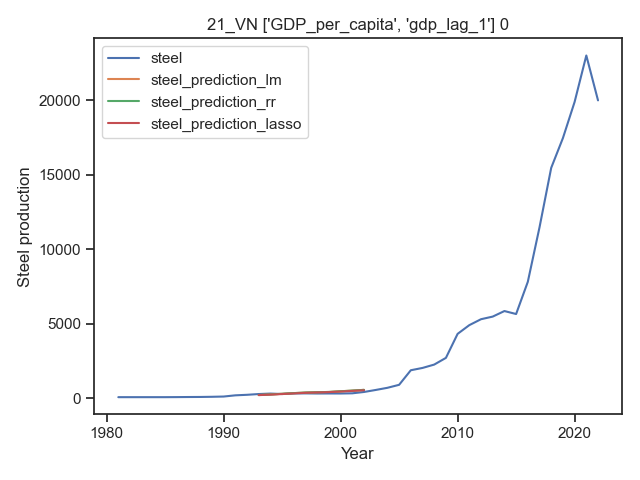 21_VN ['GDP_per_capita', 'gdp_lag_1'] 0
steel
steel_prediction_lm
steel_prediction_rr
steel_prediction_lasso
Steel production
20000
15000
10000
5000
0
1980
1990
2000
2010
2020
Year